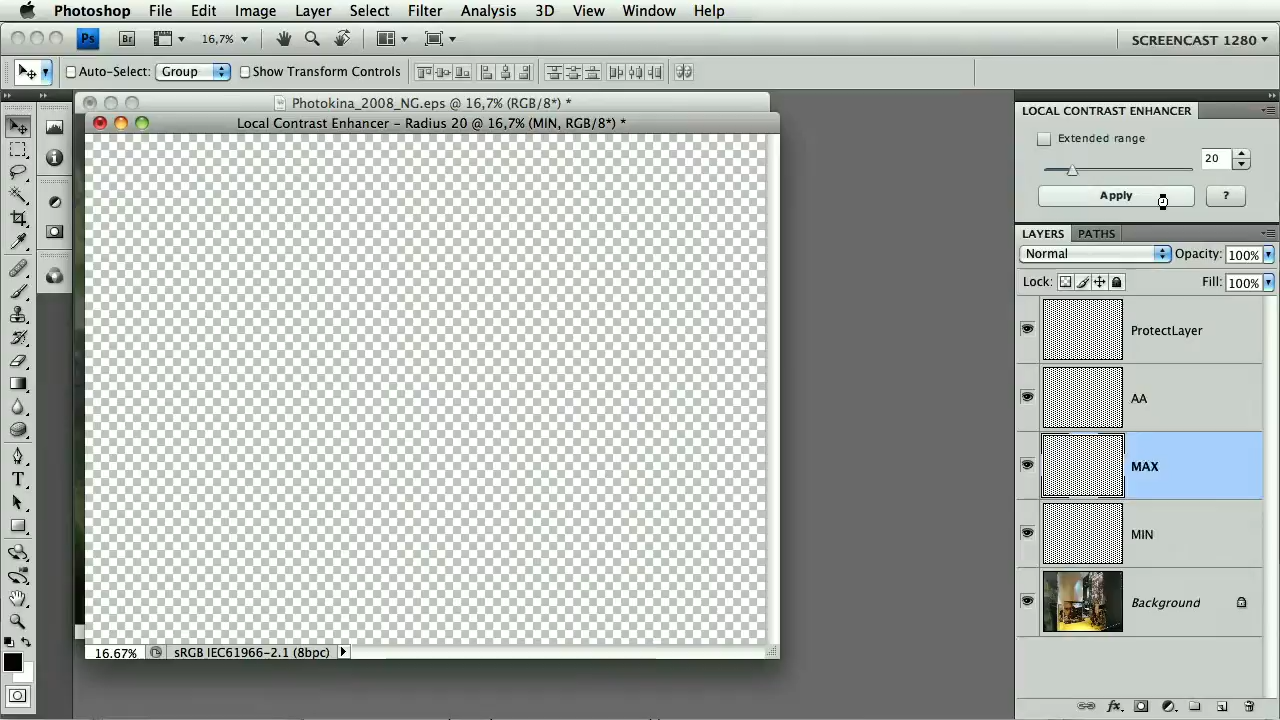 Photoshop File Edit Image Layer Select Filter Analysis 3D View Window Help
Ps Br 16,7% SCREENCAST 1280
Auto-Select: Group Show Transform Controls
Photokina_2008_NG.eps @ 16,7% (RGB/8*) *
Local Contrast Enhancer - Radius 20 @ 16,7% (MIN, RGB/8*) *
LOCAL CONTRAST ENHANCER
Extended range
20
Apply ?
LAYERS PATHS
Normal Opacity: 100%
Lock: Fill: 100%
ProtectLayer
AA
MAX
MIN
Background
16.67% sRGB IEC61966-2.1 (8bpc)
T
fx